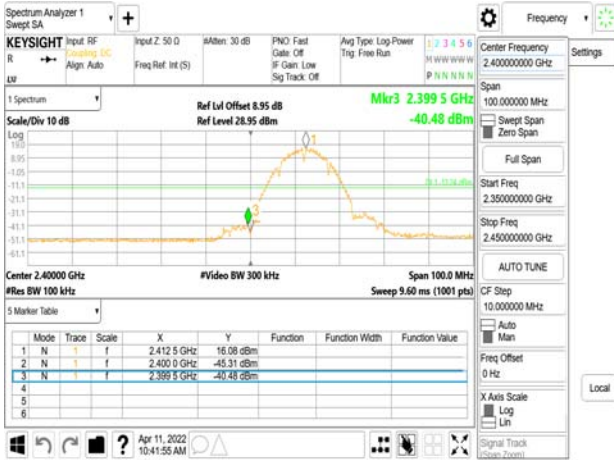 Spectrum Analyzer 1
Swept SA
Frequency
KEYSIGHT
R
LXI
Input: RF
Coupling: DC
Align: Auto
Input Z: 50 Ω
Freq Ref: Int (S)
#Atten: 30 dB
PNO: Fast
Gate: Off
IF Gain: Low
Sig Track: Off
Avg Type: Log-Power
Trig: Free Run
1 2 3 4 5 6
M W W W W W
P N N N N N
Center Frequency
2.400000000 GHz
Settings
1 Spectrum
Scale/Div 10 dB
Ref Lvl Offset 8.95 dB
Ref Level 28.95 dBm
Mkr3 2.399 5 GHz
-40.48 dBm
Span
100.000000 MHz
Swept Span
Zero Span
Full Span
Start Freq
2.350000000 GHz
Stop Freq
2.450000000 GHz
AUTO TUNE
CF Step
10.000000 MHz
Auto
Man
Freq Offset
0 Hz
X Axis Scale
Log
Lin
Signal Track
(Span Zoom)
Local
Log
8.95
-1.05
-11.1
-21.1
-31.1
-41.1
-51.1
-61.1
1
3
Center 2.40000 GHz
#Res BW 100 kHz
#Video BW 300 kHz
Span 100.0 MHz
Sweep 9.60 ms (1001 pts)
5 Marker Table
Mode Trace Scale X Y Function Function Width Function Value
1 N 1 f 2.412 5 GHz 16.08 dBm
2 N 1 f 2.400 0 GHz -45.31 dBm
3 N 1 f 2.399 5 GHz -40.48 dBm
4
5
6
?
Apr 11, 2022
10:41:55 AM